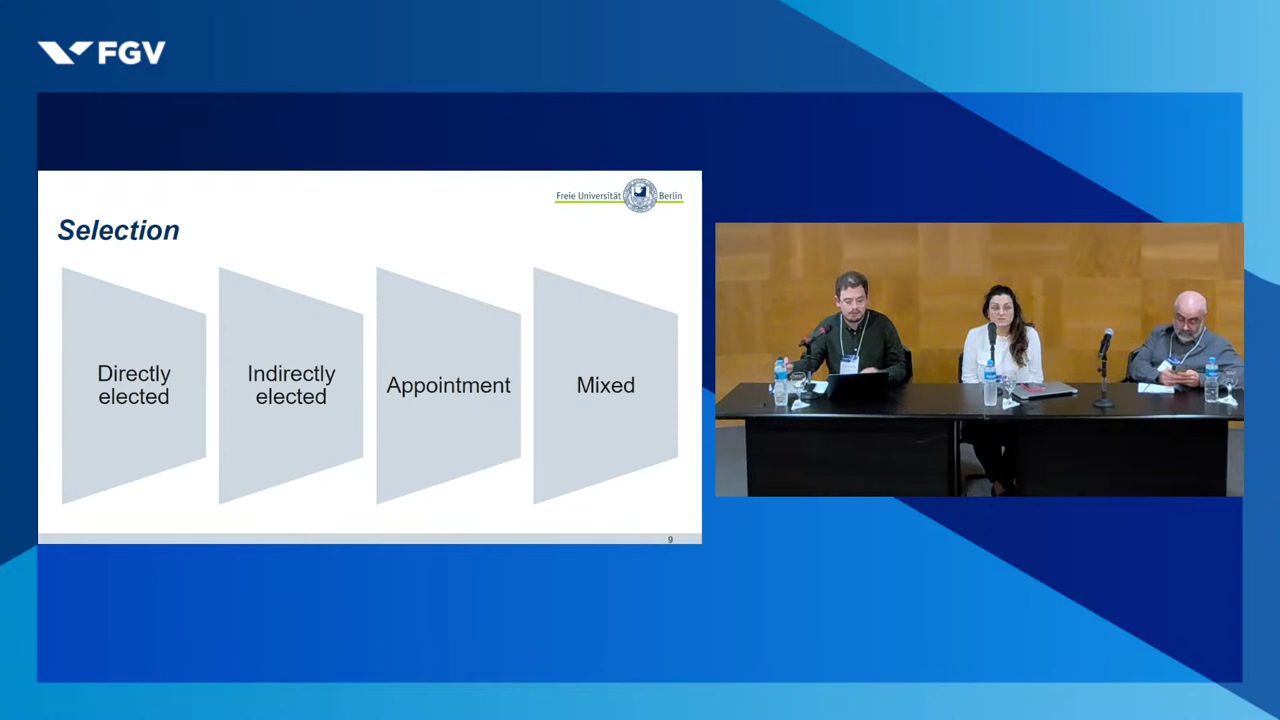 FGV
Freie Universität Berlin
Selection
Directly
elected
Indirectly
elected
Appointment
Mixed
9